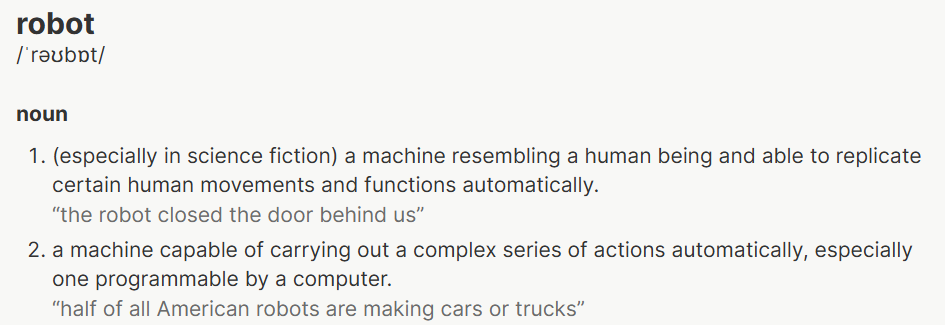 robot
/ˈrəʊbɒt/
noun
1. (especially in science fiction) a machine resembling a human being and able to replicate
certain human movements and functions automatically.
“the robot closed the door behind us”
2. a machine capable of carrying out a complex series of actions automatically, especially
one programmable by a computer.
“half of all American robots are making cars or trucks”